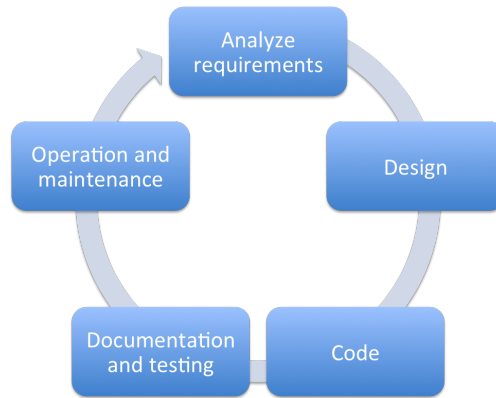 Analyze
requirements
Design
Code
Documentation
and testing
Operation and
maintenance